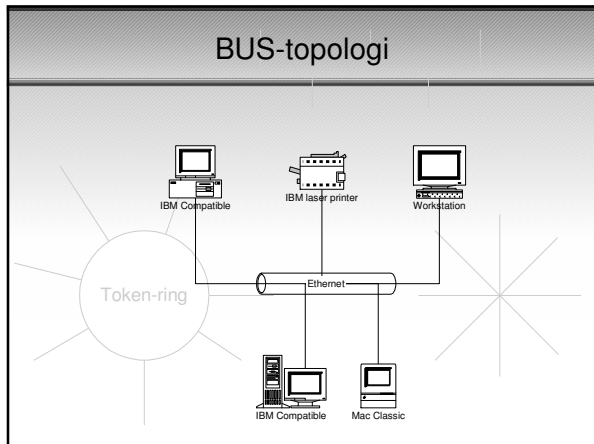 BUS-topologi
IBM Compatible
IBM laser printer
Workstation
Token-ring
Ethernet
IBM Compatible
Mac Classic